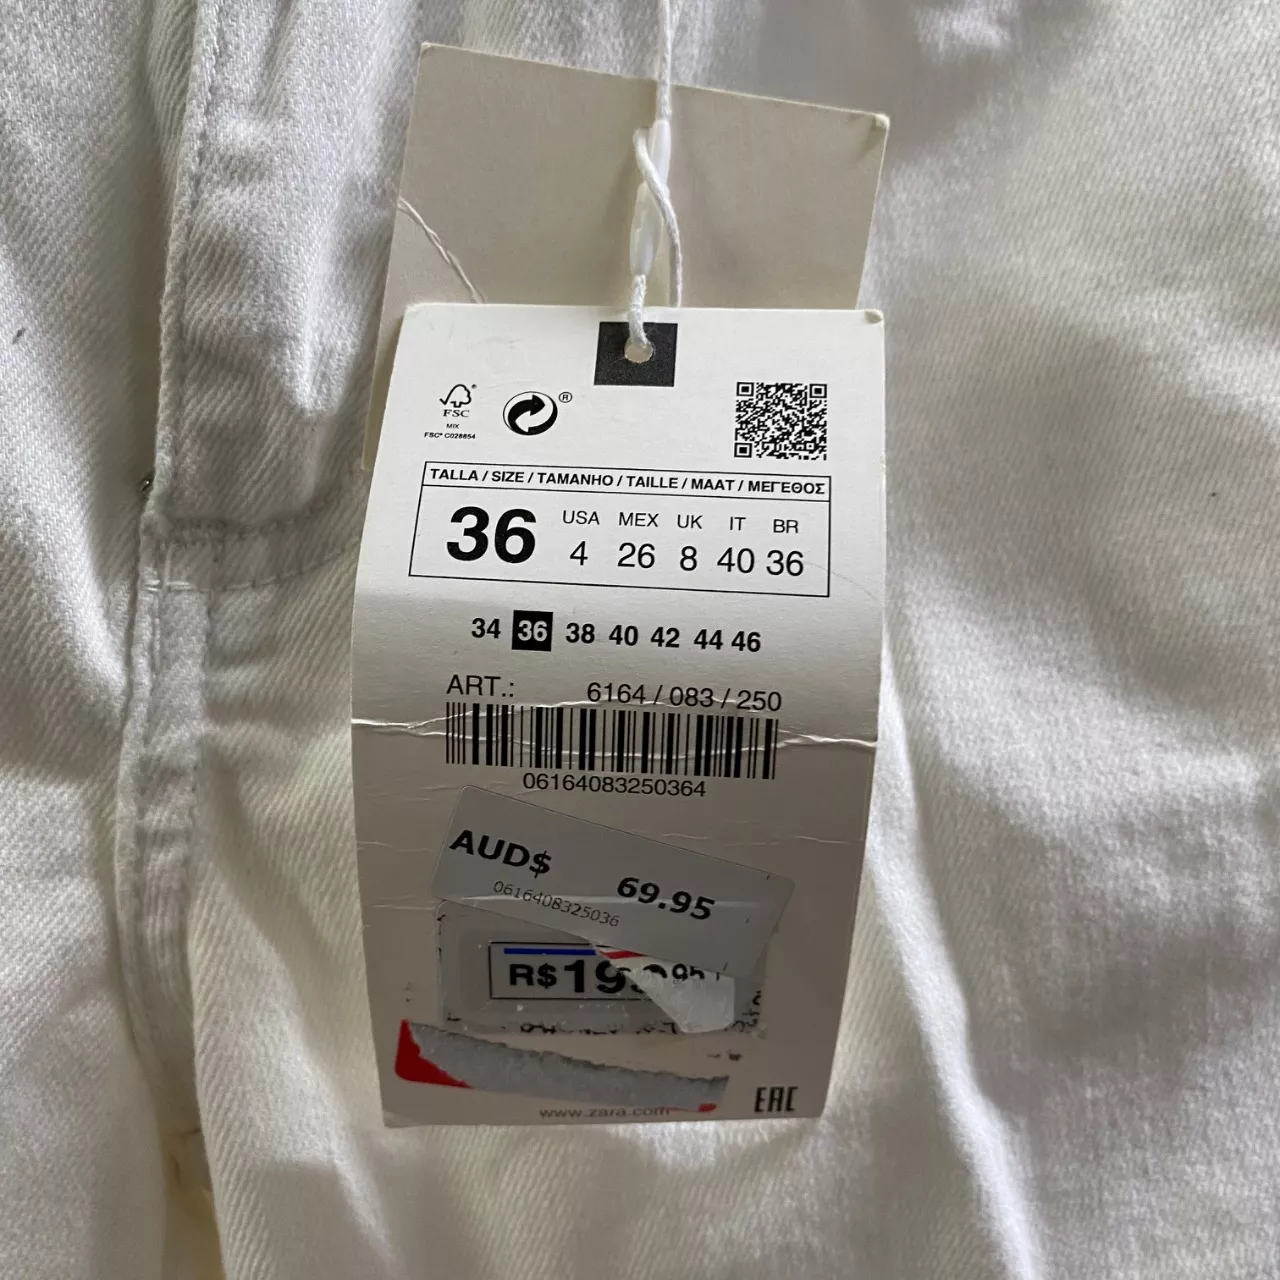 FSC
MIX
FSC® C028854
®
TALLA / SIZE / TAMANHO / TAILLE / MAAT / ΜΕΓΕΘΟΣ
36
USA MEX UK IT BR
4 26 8 40 36
34 36 38 40 42 44 46
ART.: 6164 / 083 / 250
06164083250364
AUD$ 69.95
0616408325036
R$
www.zara.com
EAC